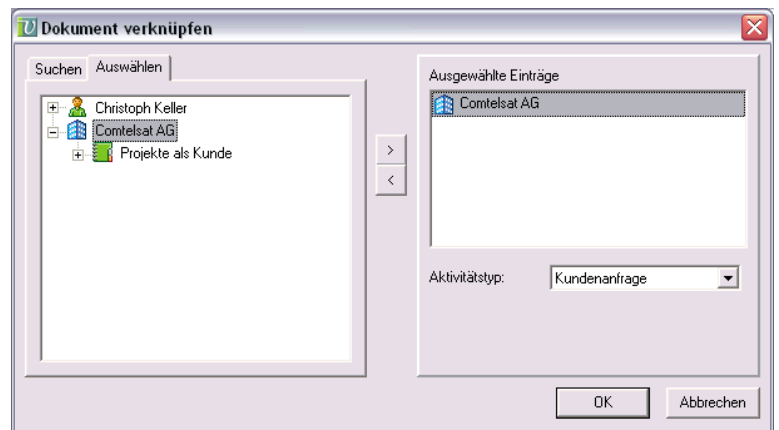 Dokument verknüpfen
Suchen Auswählen
Christoph Keller
Comtelsat AG
Projekte als Kunde
>
<
Ausgewählte Einträge
Comtelsat AG
Aktivitätstyp: Kundenanfrage
OK Abbrechen